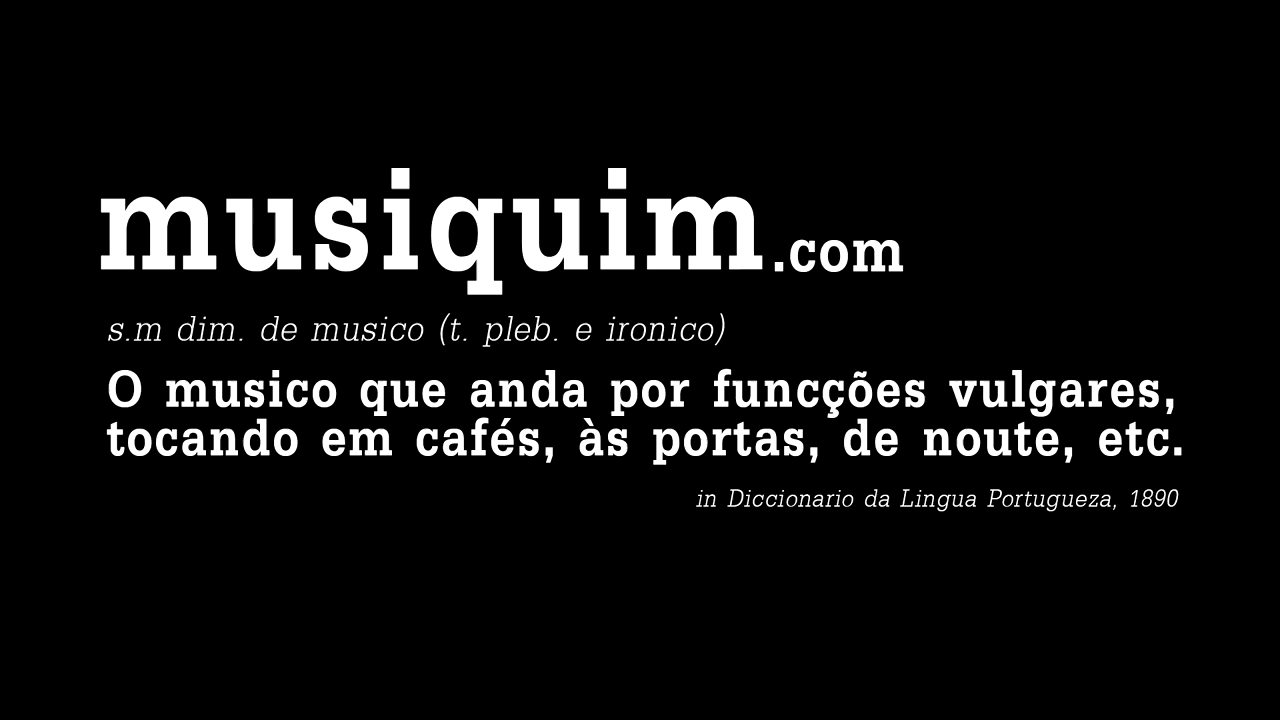 musiquim.com
s.m dim. de musico (t. pleb. e ironico)
O musico que anda por funcções vulgares,
tocando em cafés, às portas, de noute, etc.
in Diccionario da Lingua Portugueza, 1890